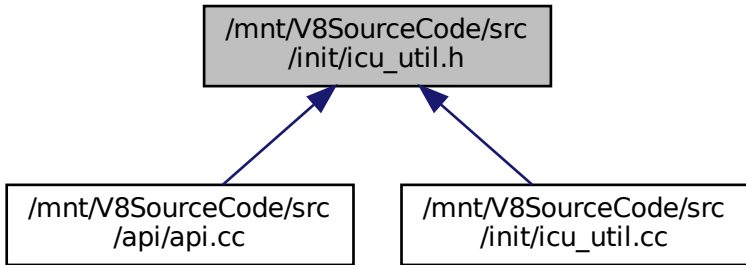 /mnt/V8SourceCode/src
/init/icu_util.h
/mnt/V8SourceCode/src
/api/api.cc
/mnt/V8SourceCode/src
/init/icu_util.cc